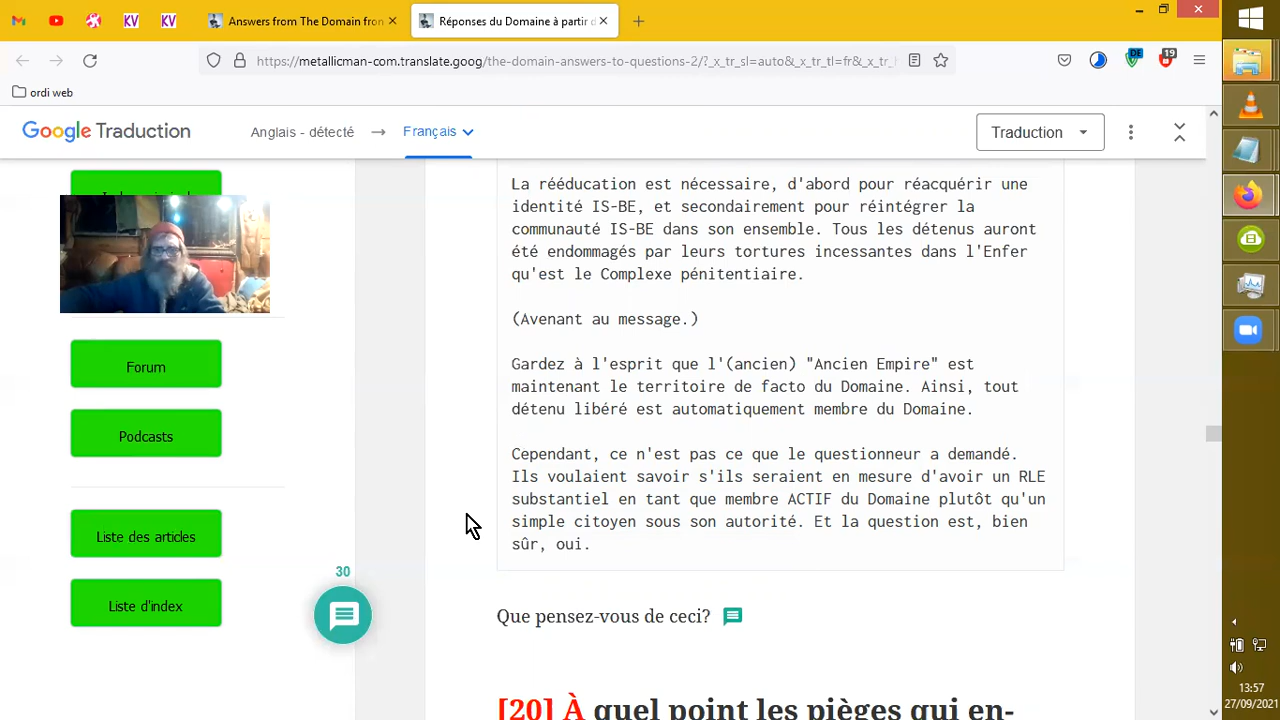 KV
KV
Answers from The Domain fron
Réponses du Domaine à partir d
https://metallicman-com.translate.goog/the-domain-answers-to-questions-2/?_x_tr_sl=auto&_x_tr_tl=fr&_x_tr_
DE
19
ordi web
Google Traduction
Anglais - détecté
Français
Traduction
La rééducation est nécessaire, d'abord pour réacquérir une
identité IS-BE, et secondairement pour réintégrer la
communauté IS-BE dans son ensemble. Tous les détenus auront
été endommagés par leurs tortures incessantes dans l'Enfer
qu'est le Complexe pénitentiaire.
(Avenant au message.)
Gardez à l'esprit que l'(ancien) "Ancien Empire" est
maintenant le territoire de facto du Domaine. Ainsi, tout
détenu libéré est automatiquement membre du Domaine.
Cependant, ce n'est pas ce que le questionneur a demandé.
Ils voulaient savoir s'ils seraient en mesure d'avoir un RLE
substantiel en tant que membre ACTIF du Domaine plutôt qu'un
simple citoyen sous son autorité. Et la question est, bien
sûr, oui.
Forum
Podcasts
Liste des articles
Liste d'index
30
Que pensez-vous de ceci?
[20] À quel point les pièges qui en-
13:57
27/09/2021